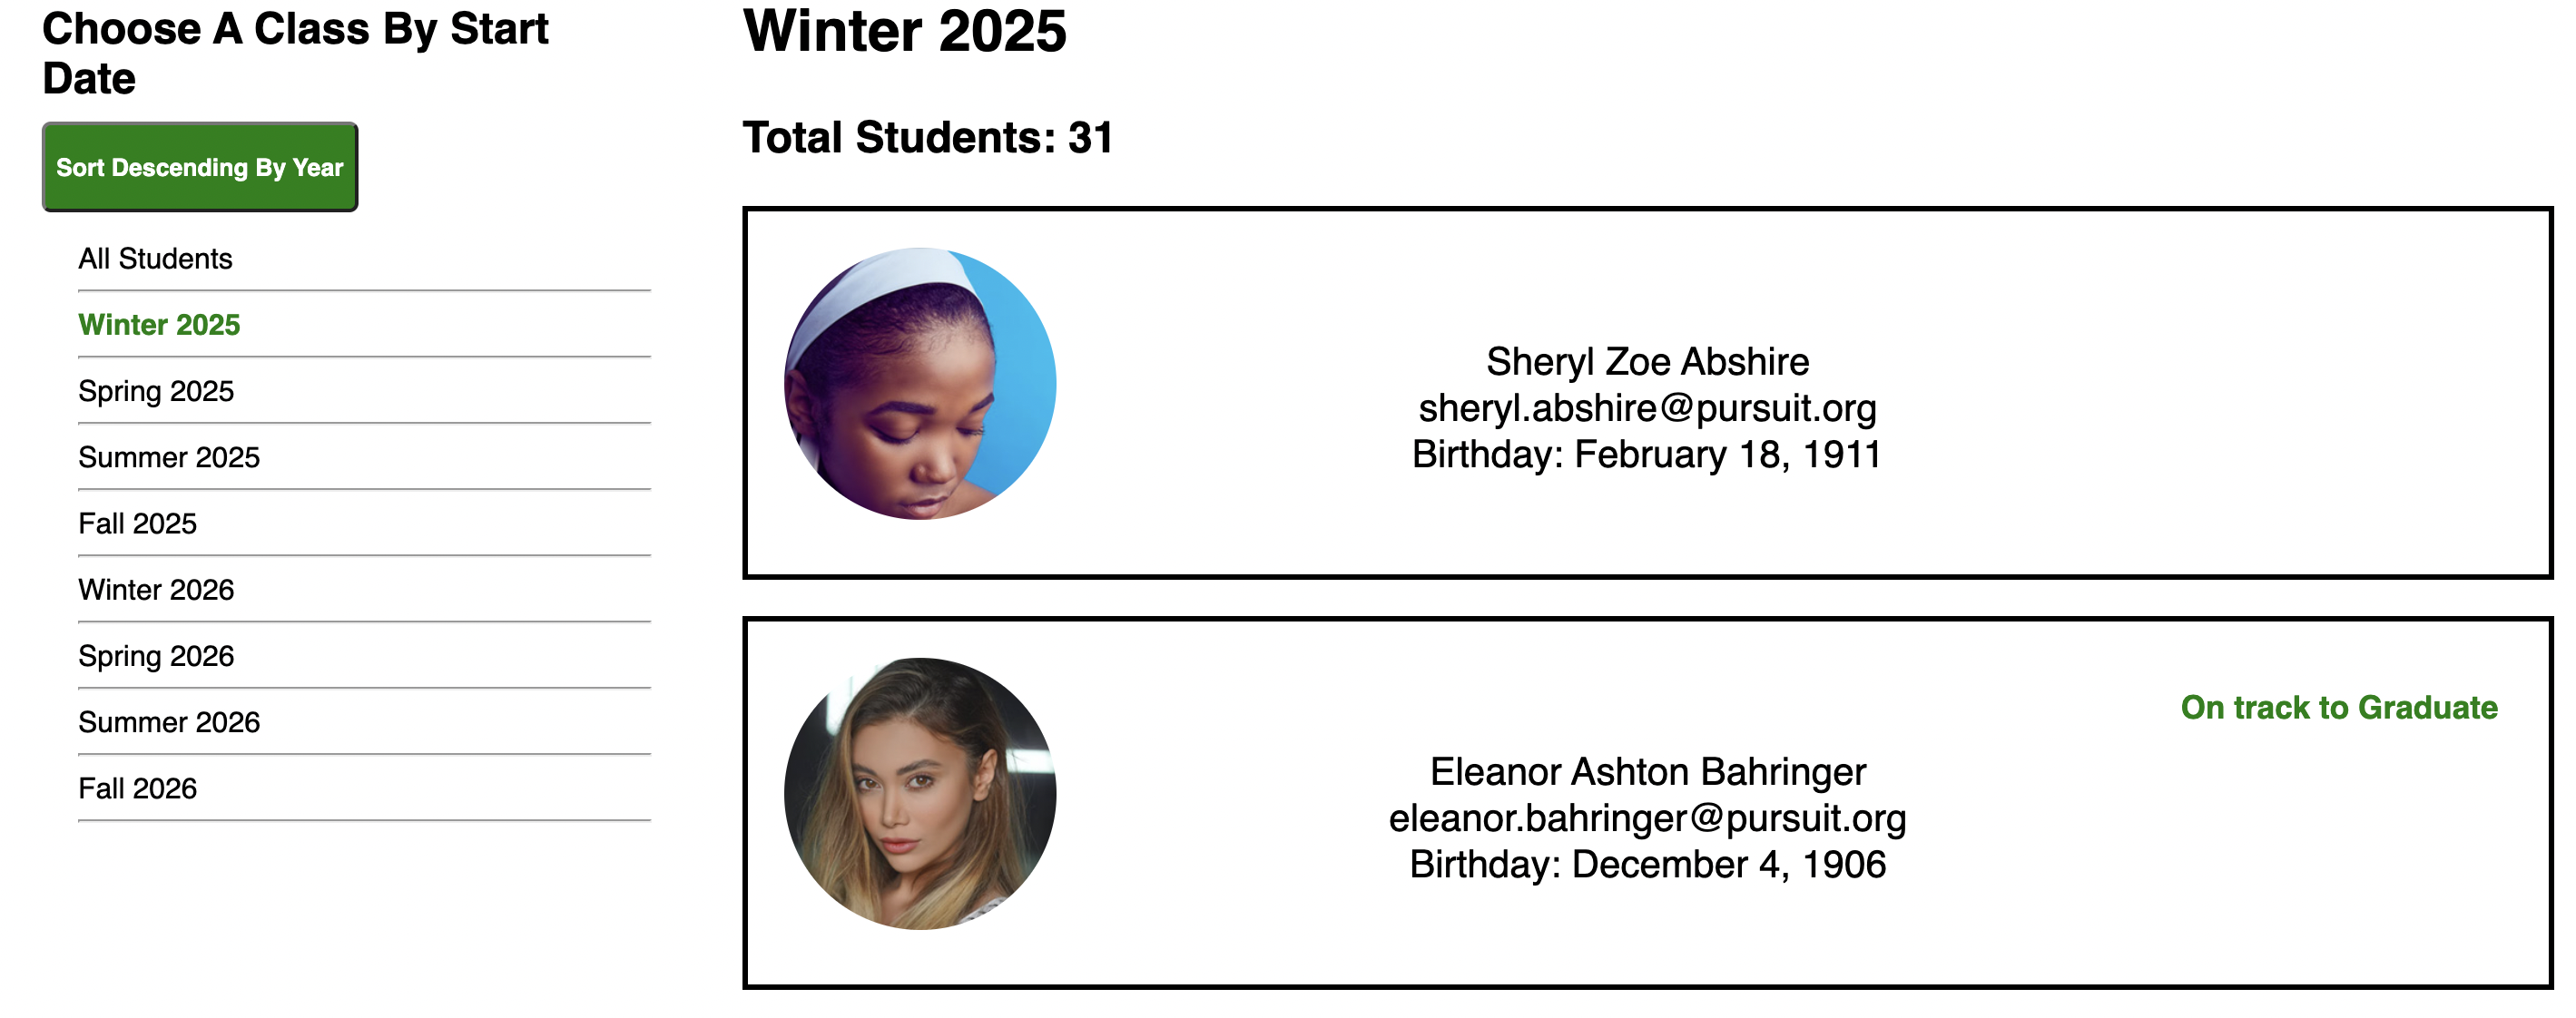 Choose A Class By Start
Date
Sort Descending By Year
All Students
Winter 2025
Spring 2025
Summer 2025
Fall 2025
Winter 2026
Spring 2026
Summer 2026
Fall 2026
Winter 2025
Total Students: 31
Sheryl Zoe Abshire
sheryl.abshire@pursuit.org
Birthday: February 18, 1911
On track to Graduate
Eleanor Ashton Bahringer
eleanor.bahringer@pursuit.org
Birthday: December 4, 1906